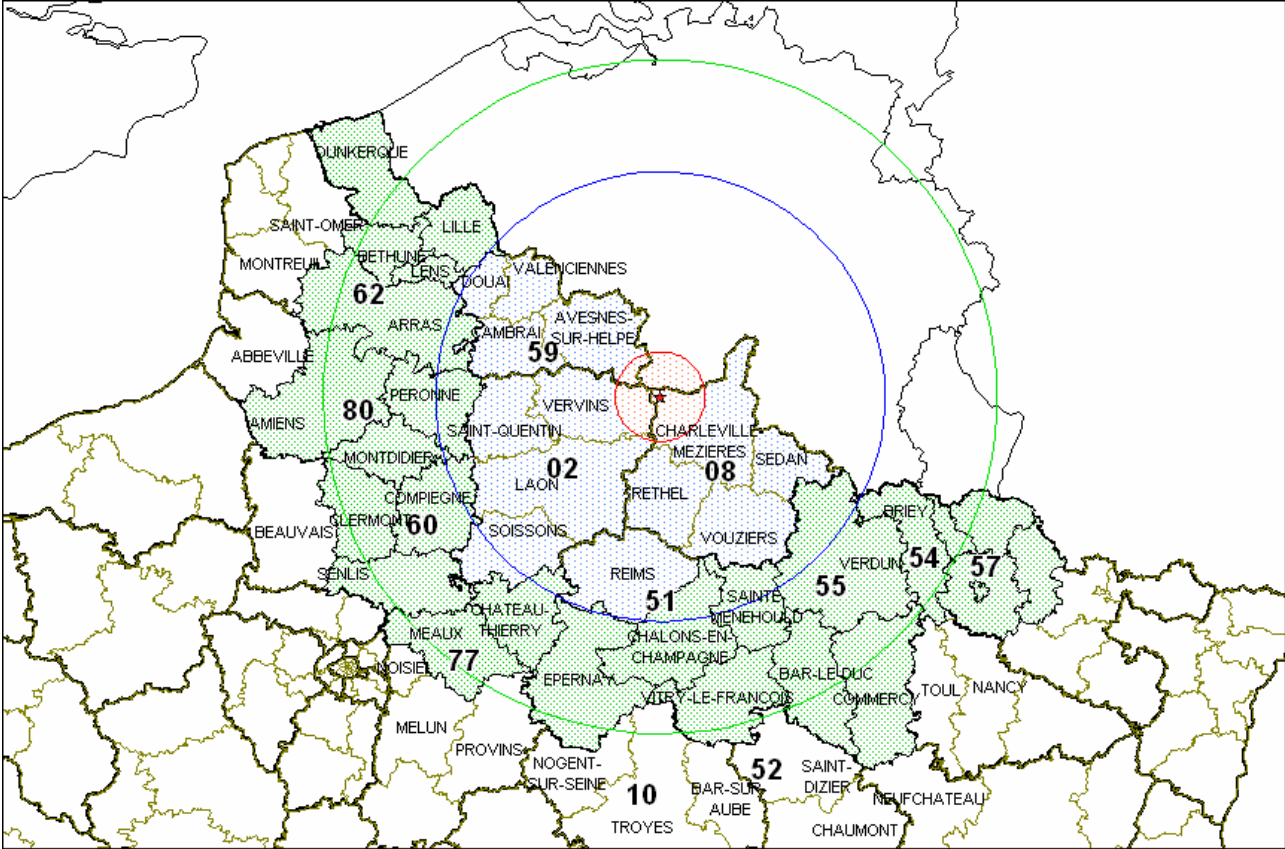 DUNKERQUE
SAINT-OMER
LILLE
MONTREUIL
BETHUNE
LENS
DOUAI
VALENCIENNES
62
ARRAS
AVESNES-
SUR-HELPE
AMBRAI
59
ABBEVILLE
PERONNE
VERVINS
80
AMIENS
SAINT-QUENTIN
CHARLEVILLE
MEZIERES
MONTDIDIER
SEDAN
02
08
LAON
RETHEL
COMPIEGNE
CLERMONT
60
BEAUVAIS
SOISSONS
VOUZIERS
BRIEY
54
VERDUN
57
SENLIS
REIMS
55
51
SAINTE
MENEHOULD
CHATEAU-
THIERRY
MEAUX
CHALONS-EN-
CHAMPAGNE
77
NOISIEL
EPERNAY
BAR-LE-DUC
VITRY-LE-FRANCOIS
COMMERCY
TOUL
NANCY
MELUN
PROVINS
NOGENT-
SUR-SEINE
52
SAINT-
DIZIER
10
BAR-SUR
AUBE
NEUFCHATEAU
TROYES
CHAUMONT